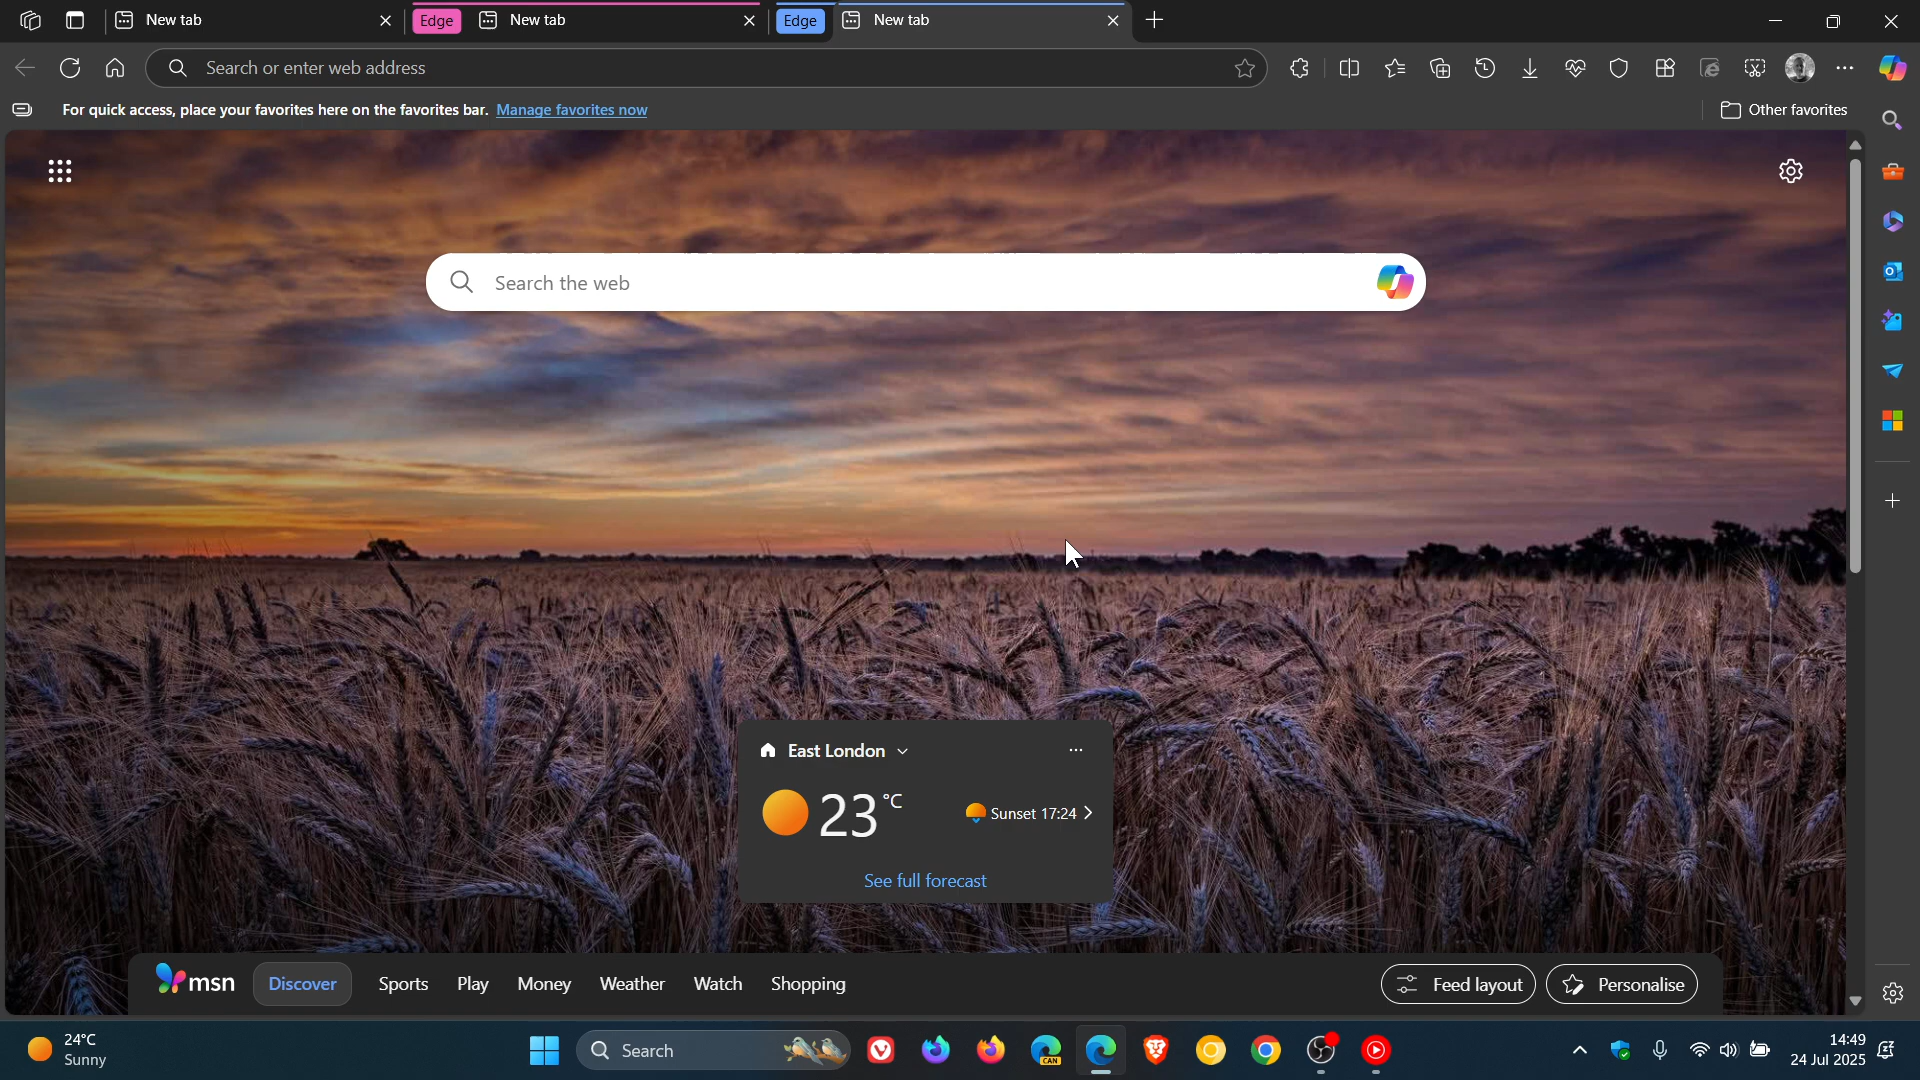 New tab
Edge
New tab
Edge
New tab
Search or enter web address
For quick access, place your favorites here on the favorites bar. Manage favorites now
Other favorites
Search the web
East London
23 °C
Sunset 17:24
See full forecast
msn
Discover
Sports
Play
Money
Weather
Watch
Shopping
Feed layout
Personalise
24°C
Sunny
Search
CAN
14:49
24 Jul 2025